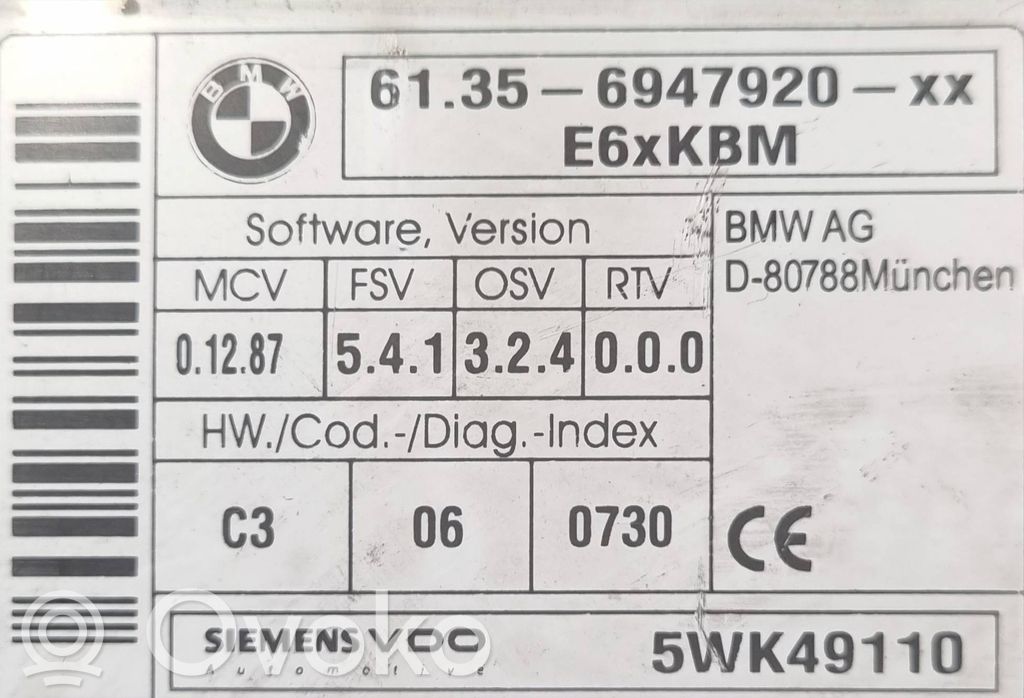 BMW
61.35-6947920-xx
E6xKBM
Software, Version
BMW AG
D-80788München
MCV FSV OSV RTV
0.12.87 5.4.1 3.2.4 0.0.0
HW./Cod.-/Diag.-Index
C3 06 0730
CE
SIEMENS VDO
Automotive
5WK49110
Ovoko